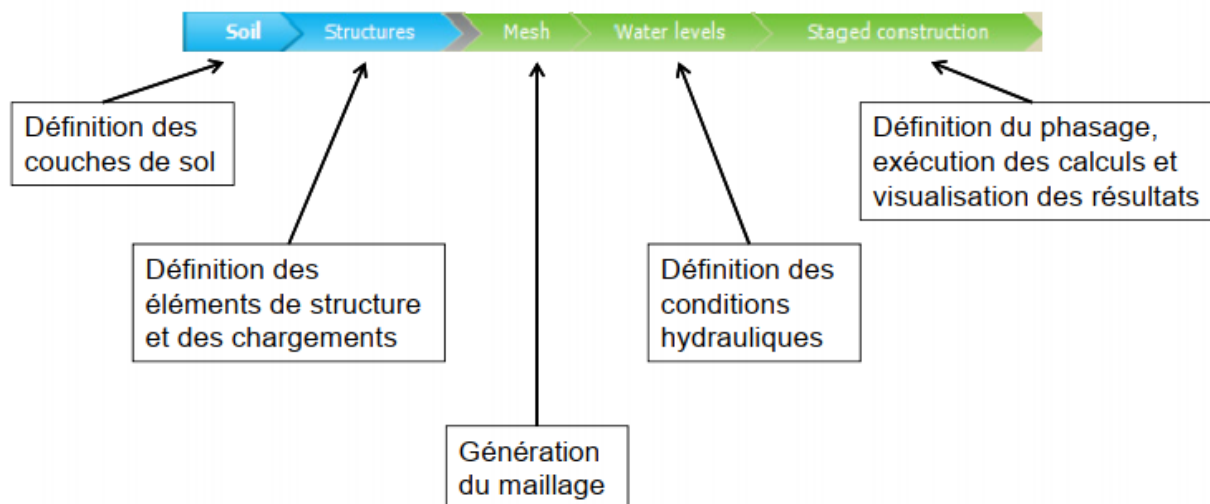 Soil Structures Mesh Water levels Staged construction
Définition des
couches de sol
Définition du phasage,
exécution des calculs et
visualisation des résultats
Définition des
éléments de structure
et des chargements
Définition des
conditions
hydrauliques
Génération
du maillage